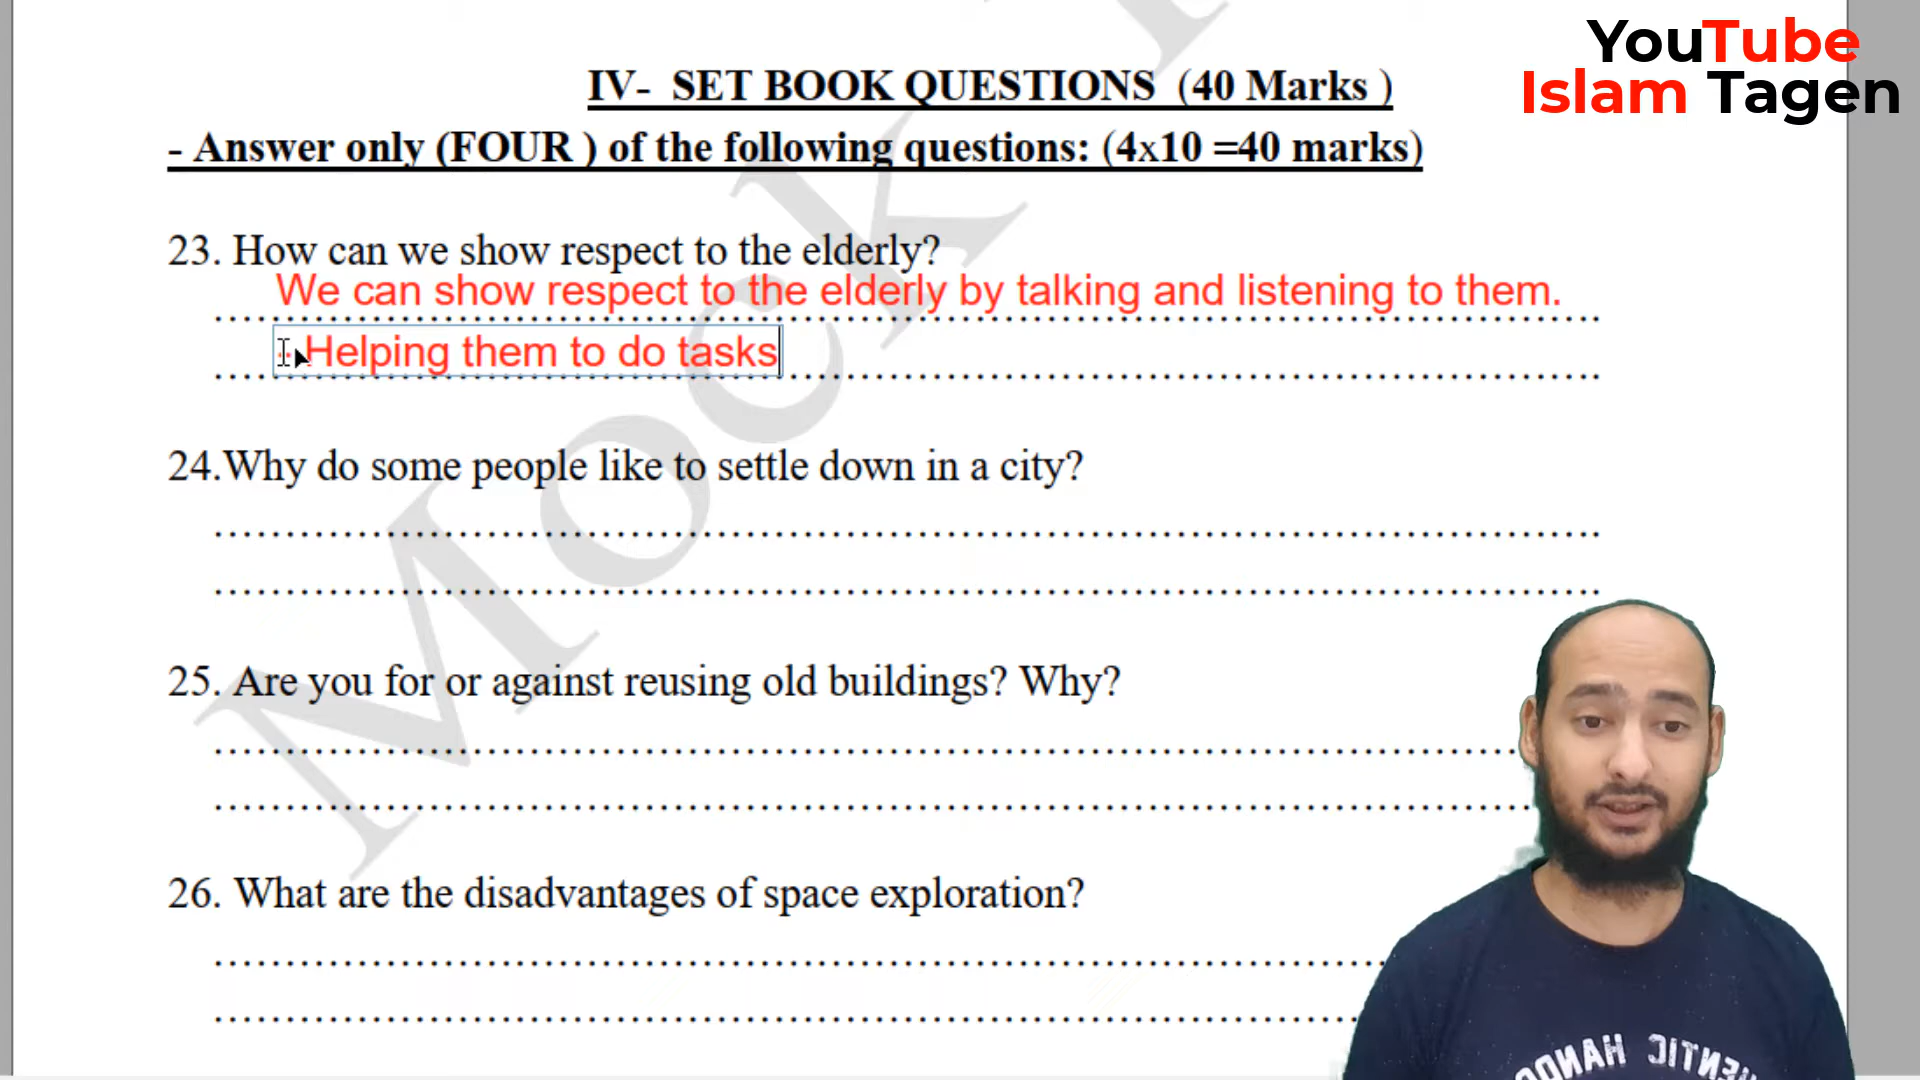 YouTube
Islam Tagen
IV- SET BOOK QUESTIONS (40 Marks )
- Answer only (FOUR ) of the following questions: (4x10 =40 marks)
23. How can we show respect to the elderly?
We can show respect to the elderly by talking and listening to them.
Helping them to do tasks
24.Why do some people like to settle down in a city?
25. Are you for or against reusing old buildings? Why?
26. What are the disadvantages of space exploration?
Mock